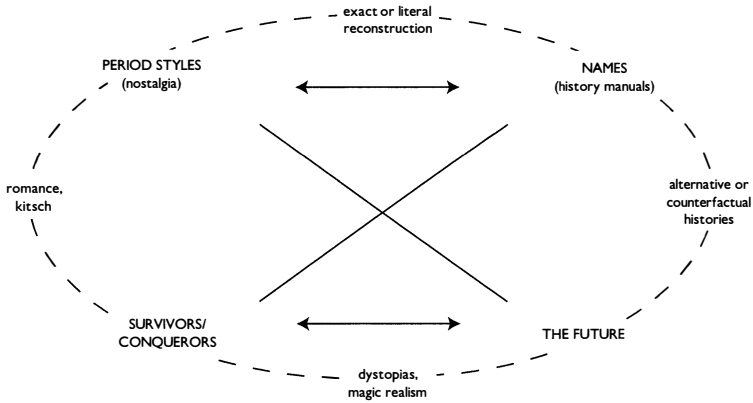 exact or literal
reconstruction
PERIOD STYLES
(nostalgia)
NAMES
(history manuals)
romance,
kitsch
alternative or
counterfactual
histories
SURVIVORS/
CONQUERORS
THE FUTURE
dystopias,
magic realism